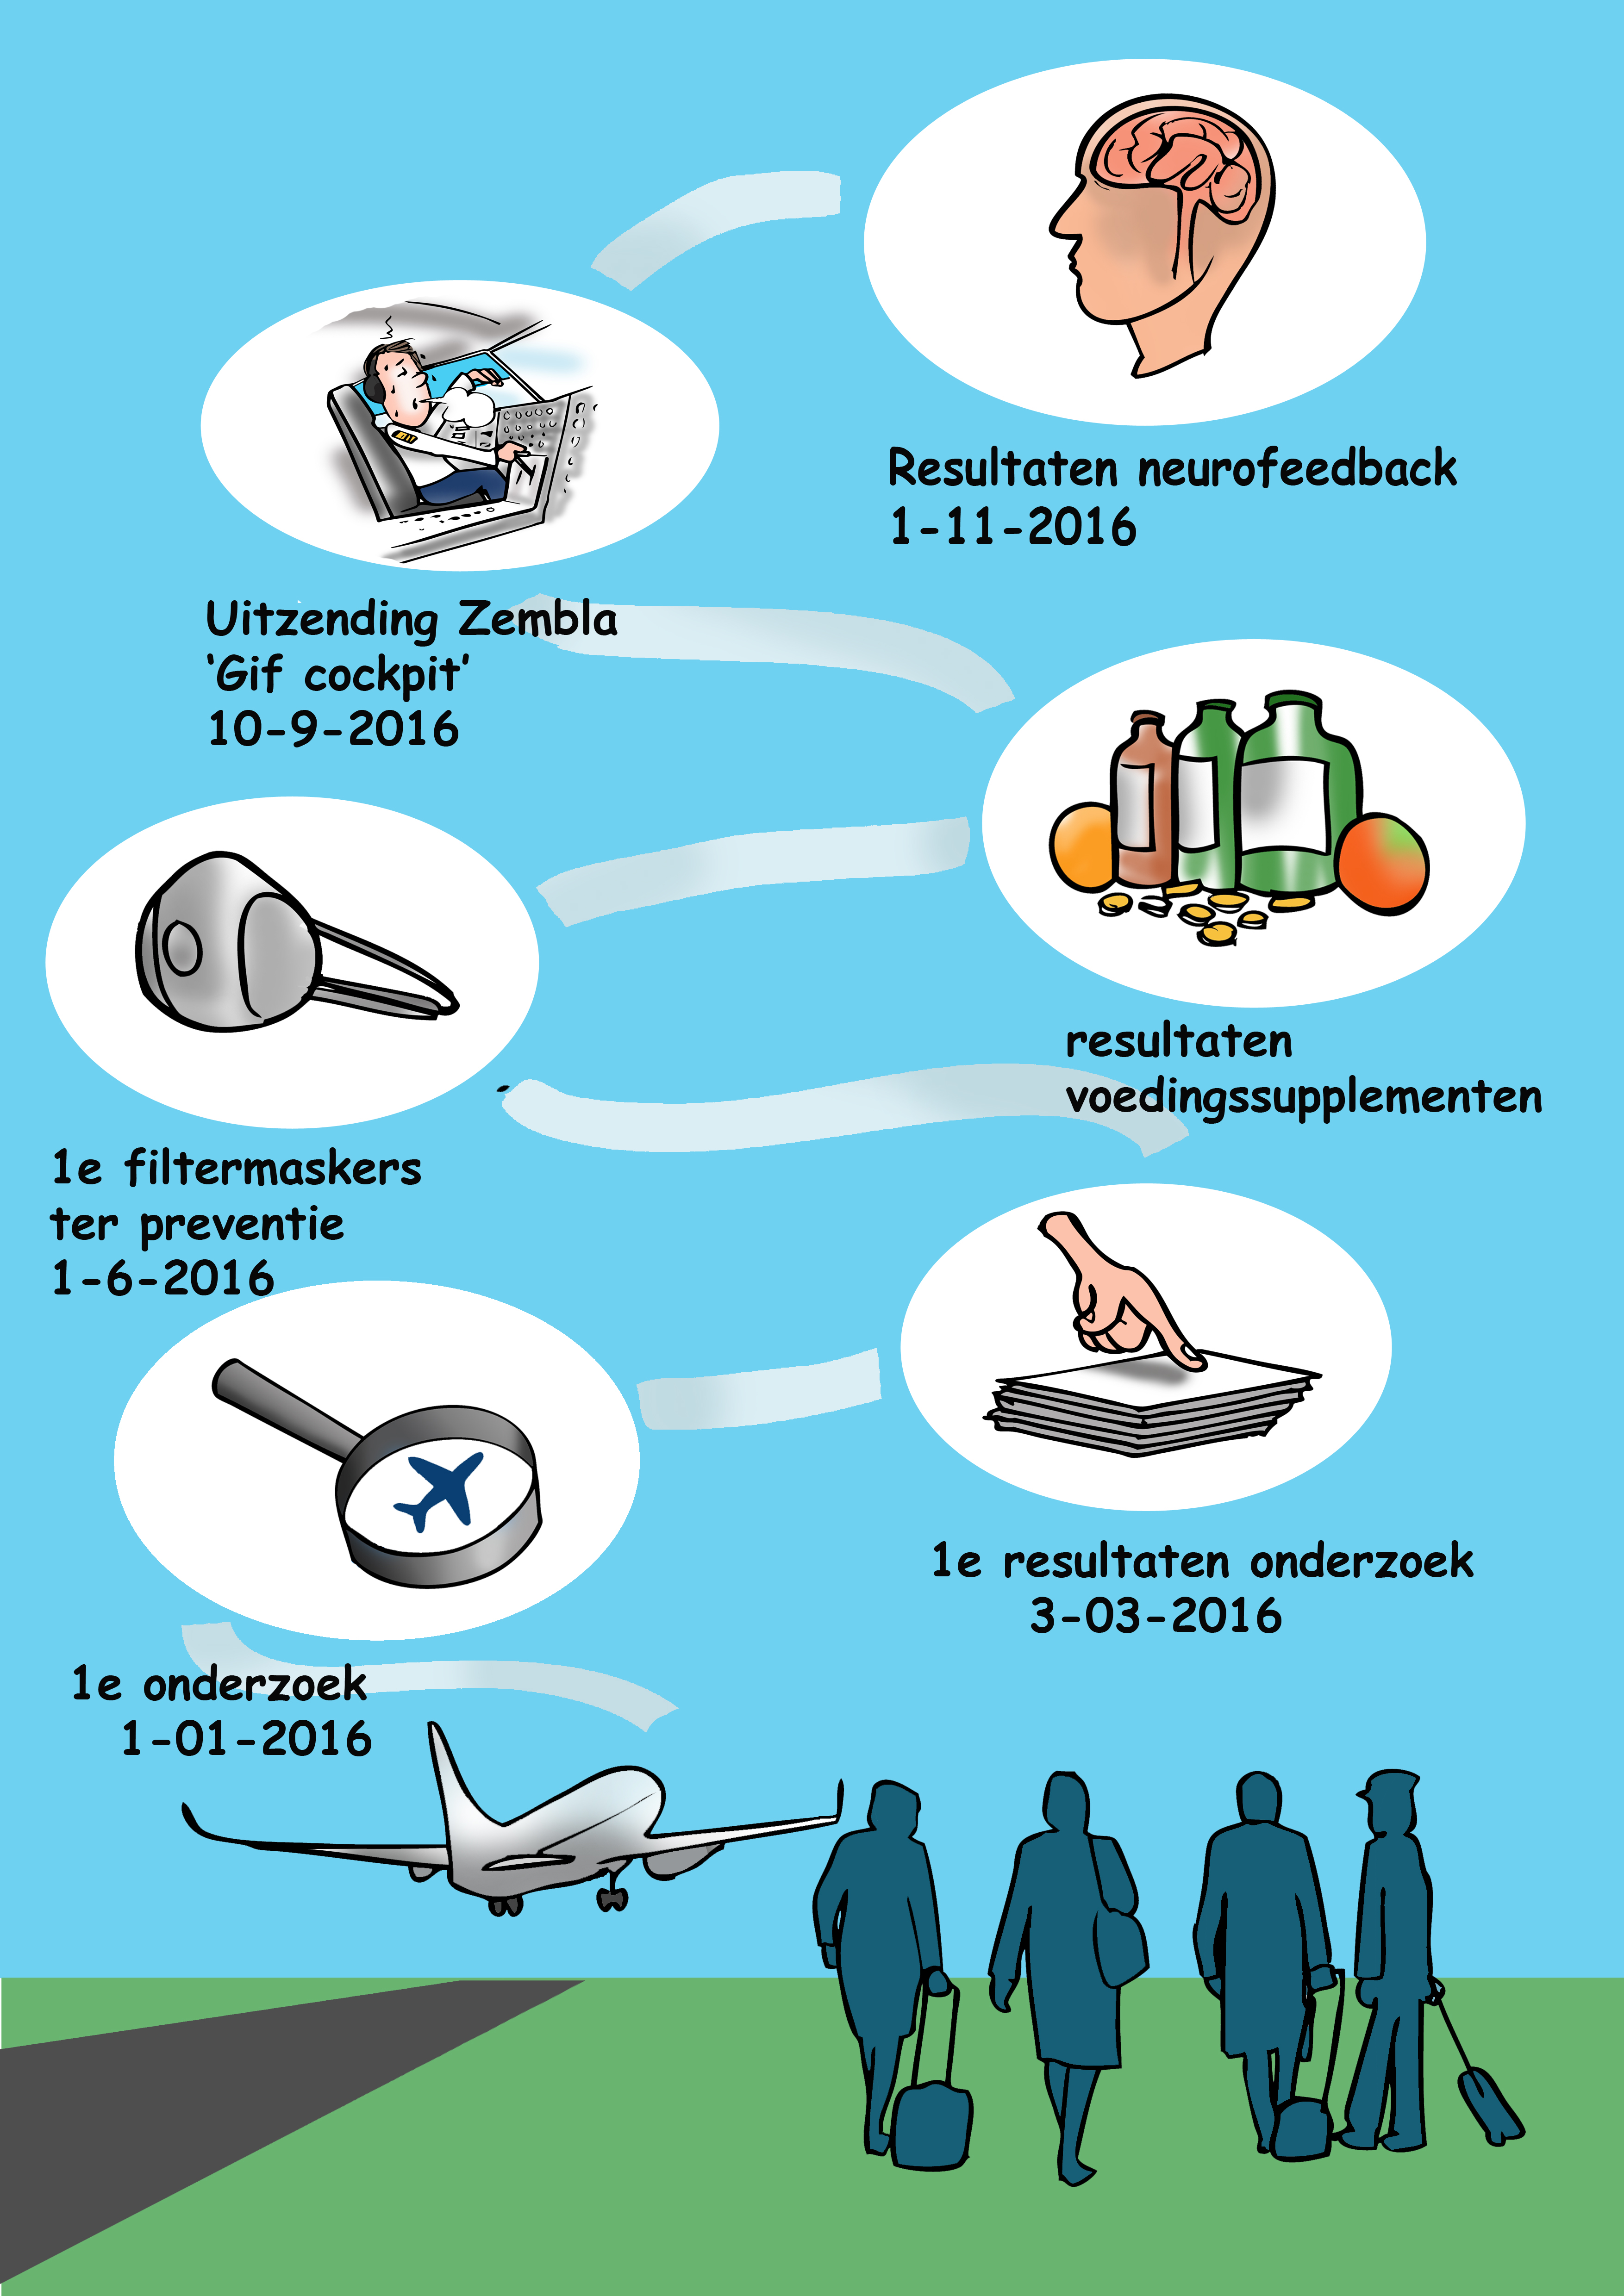 Resultaten neurofeedback
1-11-2016
Uitzending Zembla
‘Gif cockpit’
10-9-2016
resultaten
voedingssupplementen
1e filtermaskers
ter preventie
1-6-2016
1e resultaten onderzoek
3-03-2016
1e onderzoek
1-01-2016